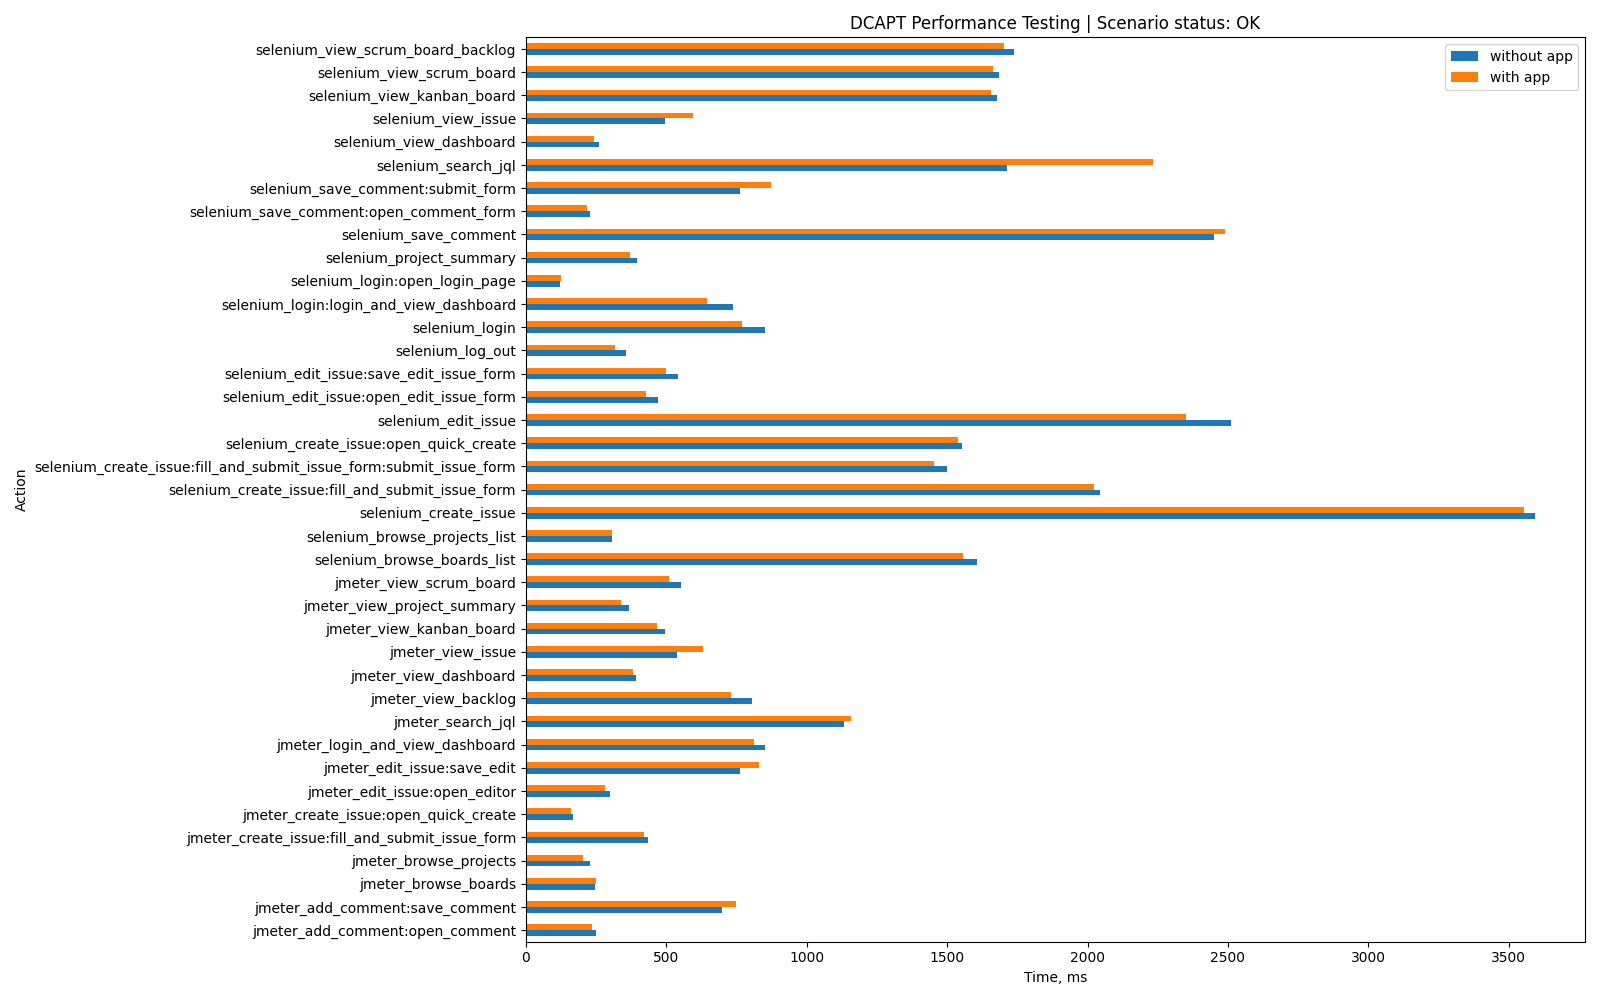 DCAPT Performance Testing | Scenario status: OK
without app
with app
selenium_view_scrum_board_backlog
selenium_view_scrum_board
selenium_view_kanban_board
selenium_view_issue
selenium_view_dashboard
selenium_search_jql
selenium_save_comment:submit_form
selenium_save_comment:open_comment_form
selenium_save_comment
selenium_project_summary
selenium_login:open_login_page
selenium_login:login_and_view_dashboard
selenium_login
selenium_log_out
selenium_edit_issue:save_edit_issue_form
selenium_edit_issue:open_edit_issue_form
selenium_edit_issue
selenium_create_issue:open_quick_create
selenium_create_issue:fill_and_submit_issue_form:submit_issue_form
selenium_create_issue:fill_and_submit_issue_form
selenium_create_issue
selenium_browse_projects_list
selenium_browse_boards_list
jmeter_view_scrum_board
jmeter_view_project_summary
jmeter_view_kanban_board
jmeter_view_issue
jmeter_view_dashboard
jmeter_view_backlog
jmeter_search_jql
jmeter_login_and_view_dashboard
jmeter_edit_issue:save_edit
jmeter_edit_issue:open_editor
jmeter_create_issue:open_quick_create
jmeter_create_issue:fill_and_submit_issue_form
jmeter_browse_projects
jmeter_browse_boards
jmeter_add_comment:save_comment
jmeter_add_comment:open_comment
Action
0 500 1000 1500 2000 2500 3000 3500
Time, ms